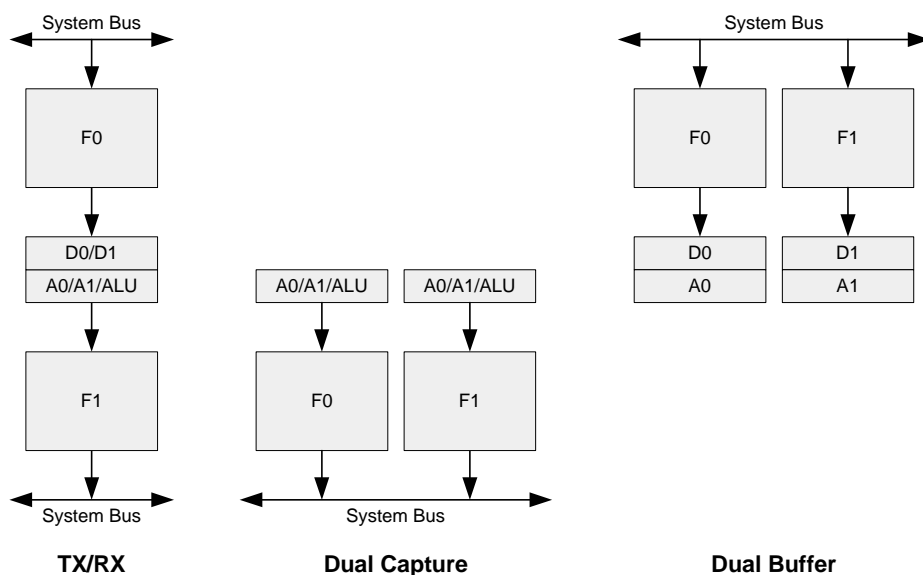 System Bus
F0
D0/D1
A0/A1/ALU
F1
System Bus
TX/RX
A0/A1/ALU
A0/A1/ALU
F0
F1
System Bus
Dual Capture
System Bus
F0
F1
D0
D1
A0
A1
Dual Buffer